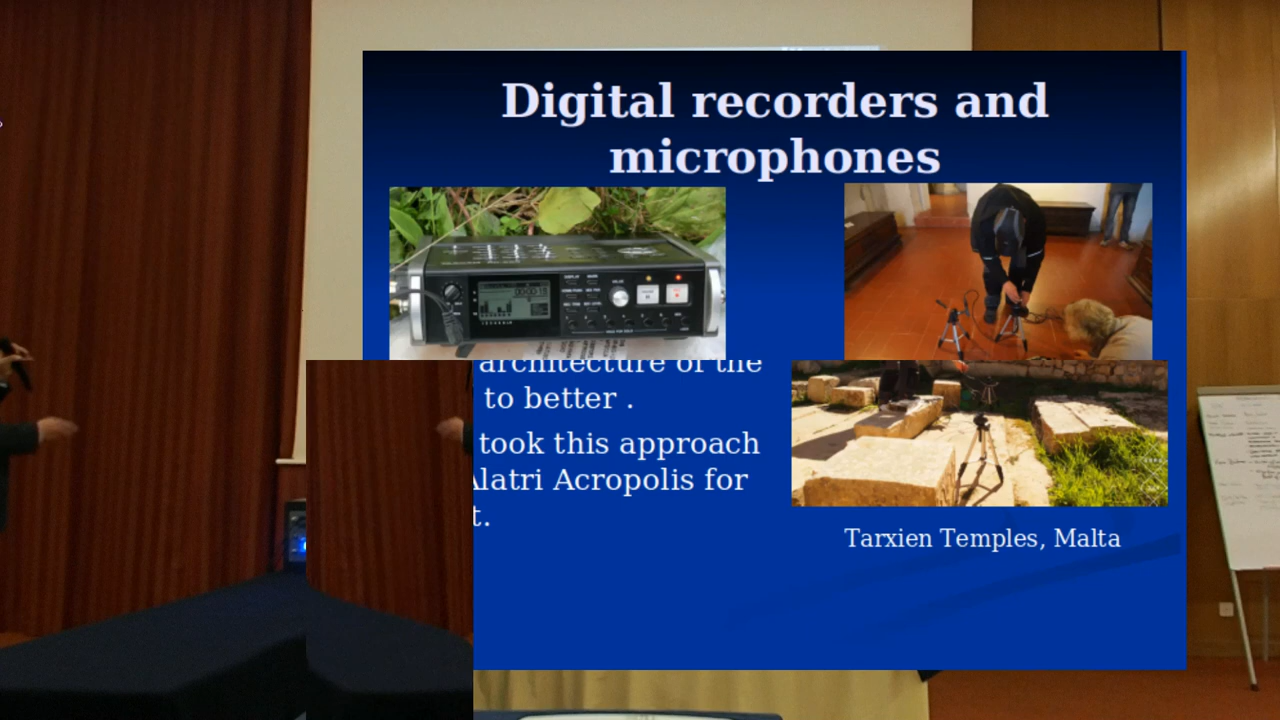 Digital recorders and
microphones
architecture of the
to better .
took this approach
Alatri Acropolis for
t.
Tarxien Temples, Malta